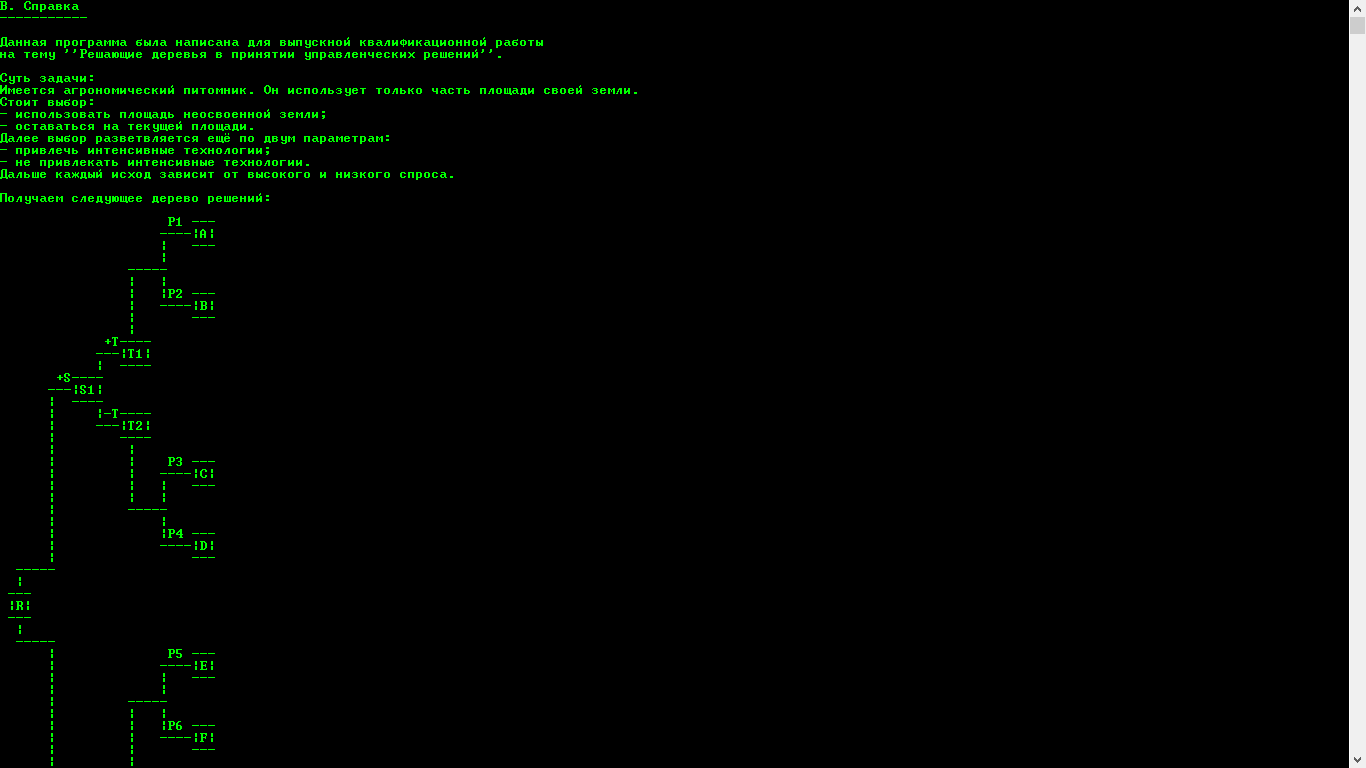 В. Справка
-----------
Данная программа была написана для выпускной квалификационной работы
на тему ''Решающие деревья в принятии управленческих решений''.
Суть задачи:
Имеется агрономический питомник. Он использует только часть площади своей земли.
Стоит выбор:
- использовать площадь неосвоенной земли;
- оставаться на текущей площади.
Далее выбор разветвляется ещё по двум параметрам:
- привлечь интенсивные технологии;
- не привлекать интенсивные технологии.
Дальше каждый исход зависит от высокого и низкого спроса.
Получаем следующее дерево решений:
P1
A
P2
B
+T
T1
+S
S1
-T
T2
P3
C
P4
D
R
P5
E
P6
F